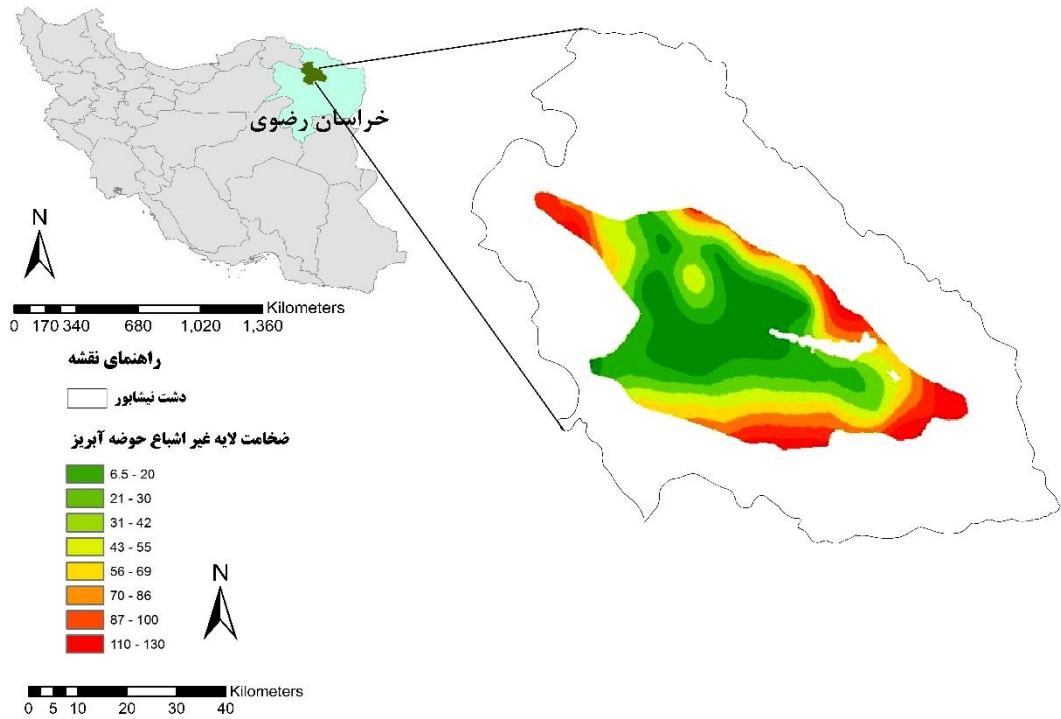 خراسان رضوی
N
Kilometers
0 170 340 680 1,020 1,360
راهنمای نقشه
دشت نیشابور
ضخامت لایه غیر اشباع حوضه آبریز
6.5 - 20
21 - 30
31 - 42
43 - 55
56 - 69
70 - 86
87 - 100
110 - 130
N
Kilometers
0 5 10 20 30 40